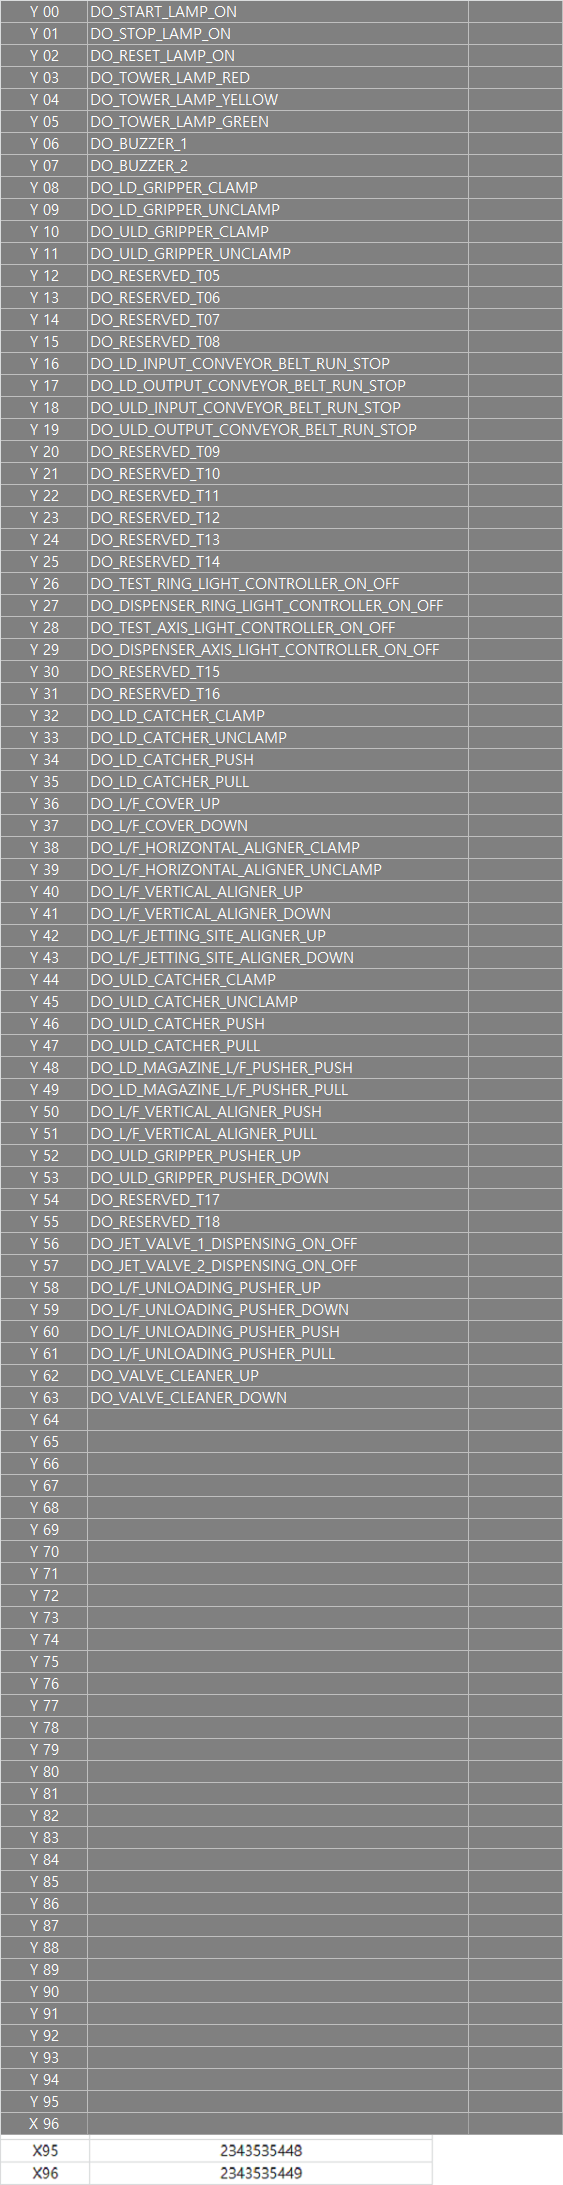 Y 00 DO_START_LAMP_ON
Y 01 DO_STOP_LAMP_ON
Y 02 DO_RESET_LAMP_ON
Y 03 DO_TOWER_LAMP_RED
Y 04 DO_TOWER_LAMP_YELLOW
Y 05 DO_TOWER_LAMP_GREEN
Y 06 DO_BUZZER_1
Y 07 DO_BUZZER_2
Y 08 DO_LD_GRIPPER_CLAMP
Y 09 DO_LD_GRIPPER_UNCLAMP
Y 10 DO_ULD_GRIPPER_CLAMP
Y 11 DO_ULD_GRIPPER_UNCLAMP
Y 12 DO_RESERVED_T05
Y 13 DO_RESERVED_T06
Y 14 DO_RESERVED_T07
Y 15 DO_RESERVED_T08
Y 16 DO_LD_INPUT_CONVEYOR_BELT_RUN_STOP
Y 17 DO_LD_OUTPUT_CONVEYOR_BELT_RUN_STOP
Y 18 DO_ULD_INPUT_CONVEYOR_BELT_RUN_STOP
Y 19 DO_ULD_OUTPUT_CONVEYOR_BELT_RUN_STOP
Y 20 DO_RESERVED_T09
Y 21 DO_RESERVED_T10
Y 22 DO_RESERVED_T11
Y 23 DO_RESERVED_T12
Y 24 DO_RESERVED_T13
Y 25 DO_RESERVED_T14
Y 26 DO_TEST_RING_LIGHT_CONTROLLER_ON_OFF
Y 27 DO_DISPENSER_RING_LIGHT_CONTROLLER_ON_OFF
Y 28 DO_TEST_AXIS_LIGHT_CONTROLLER_ON_OFF
Y 29 DO_DISPENSER_AXIS_LIGHT_CONTROLLER_ON_OFF
Y 30 DO_RESERVED_T15
Y 31 DO_RESERVED_T16
Y 32 DO_LD_CATCHER_CLAMP
Y 33 DO_LD_CATCHER_UNCLAMP
Y 34 DO_LD_CATCHER_PUSH
Y 35 DO_LD_CATCHER_PULL
Y 36 DO_L/F_COVER_UP
Y 37 DO_L/F_COVER_DOWN
Y 38 DO_L/F_HORIZONTAL_ALIGNER_CLAMP
Y 39 DO_L/F_HORIZONTAL_ALIGNER_UNCLAMP
Y 40 DO_L/F_VERTICAL_ALIGNER_UP
Y 41 DO_L/F_VERTICAL_ALIGNER_DOWN
Y 42 DO_L/F_JETTING_SITE_ALIGNER_UP
Y 43 DO_L/F_JETTING_SITE_ALIGNER_DOWN
Y 44 DO_ULD_CATCHER_CLAMP
Y 45 DO_ULD_CATCHER_UNCLAMP
Y 46 DO_ULD_CATCHER_PUSH
Y 47 DO_ULD_CATCHER_PULL
Y 48 DO_LD_MAGAZINE_L/F_PUSHER_PUSH
Y 49 DO_LD_MAGAZINE_L/F_PUSHER_PULL
Y 50 DO_L/F_VERTICAL_ALIGNER_PUSH
Y 51 DO_L/F_VERTICAL_ALIGNER_PULL
Y 52 DO_ULD_GRIPPER_PUSHER_UP
Y 53 DO_ULD_GRIPPER_PUSHER_DOWN
Y 54 DO_RESERVED_T17
Y 55 DO_RESERVED_T18
Y 56 DO_JET_VALVE_1_DISPENSING_ON_OFF
Y 57 DO_JET_VALVE_2_DISPENSING_ON_OFF
Y 58 DO_L/F_UNLOADING_PUSHER_UP
Y 59 DO_L/F_UNLOADING_PUSHER_DOWN
Y 60 DO_L/F_UNLOADING_PUSHER_PUSH
Y 61 DO_L/F_UNLOADING_PUSHER_PULL
Y 62 DO_VALVE_CLEANER_UP
Y 63 DO_VALVE_CLEANER_DOWN
Y 64
Y 65
Y 66
Y 67
Y 68
Y 69
Y 70
Y 71
Y 72
Y 73
Y 74
Y 75
Y 76
Y 77
Y 78
Y 79
Y 80
Y 81
Y 82
Y 83
Y 84
Y 85
Y 86
Y 87
Y 88
Y 89
Y 90
Y 91
Y 92
Y 93
Y 94
Y 95
X 96
X95 2343535448
X96 2343535449